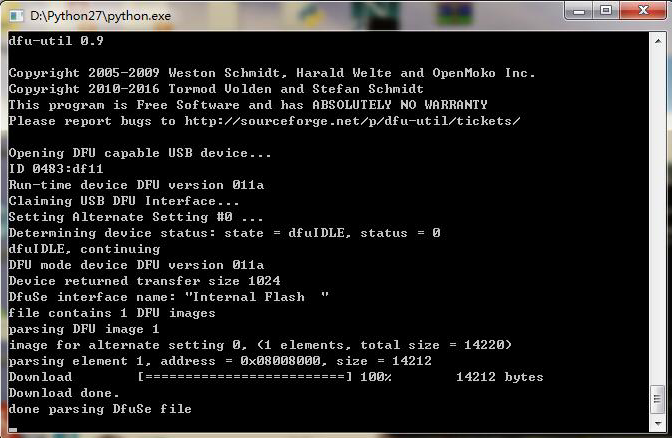 D:\Python27\python.exe
dfu-util 0.9
Copyright 2005-2009 Weston Schmidt, Harald Welte and OpenMoko Inc.
Copyright 2010-2016 Tormod Volden and Stefan Schmidt
This program is Free Software and has ABSOLUTELY NO WARRANTY
Please report bugs to http://sourceforge.net/p/dfu-util/tickets/
Opening DFU capable USB device...
ID 0483:df11
Run-time device DFU version 011a
Claiming USB DFU Interface...
Setting Alternate Setting #0 ...
Determining device status: state = dfuIDLE, status = 0
dfuIDLE, continuing
DFU mode device DFU version 011a
Device returned transfer size 1024
DfuSe interface name: "Internal Flash  "
file contains 1 DFU images
parsing DFU image 1
image for alternate setting 0, (1 elements, total size = 14220)
parsing element 1, address = 0x08008000, size = 14212
Download        [=========================] 100%        14212 bytes
Download done.
done parsing DfuSe file